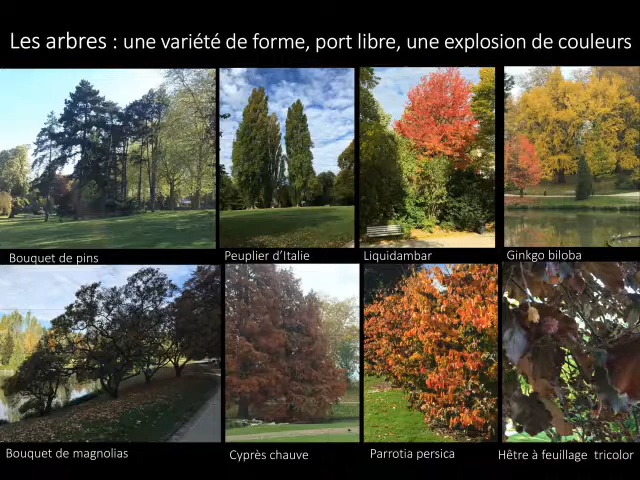 Les arbres : une variété de forme, port libre, une explosion de couleurs
Bouquet de pins
Peuplier d'Italie
Liquidambar
Ginkgo biloba
Bouquet de magnolias
Cyprès chauve
Parrotia persica
Hêtre à feuillage tricolor